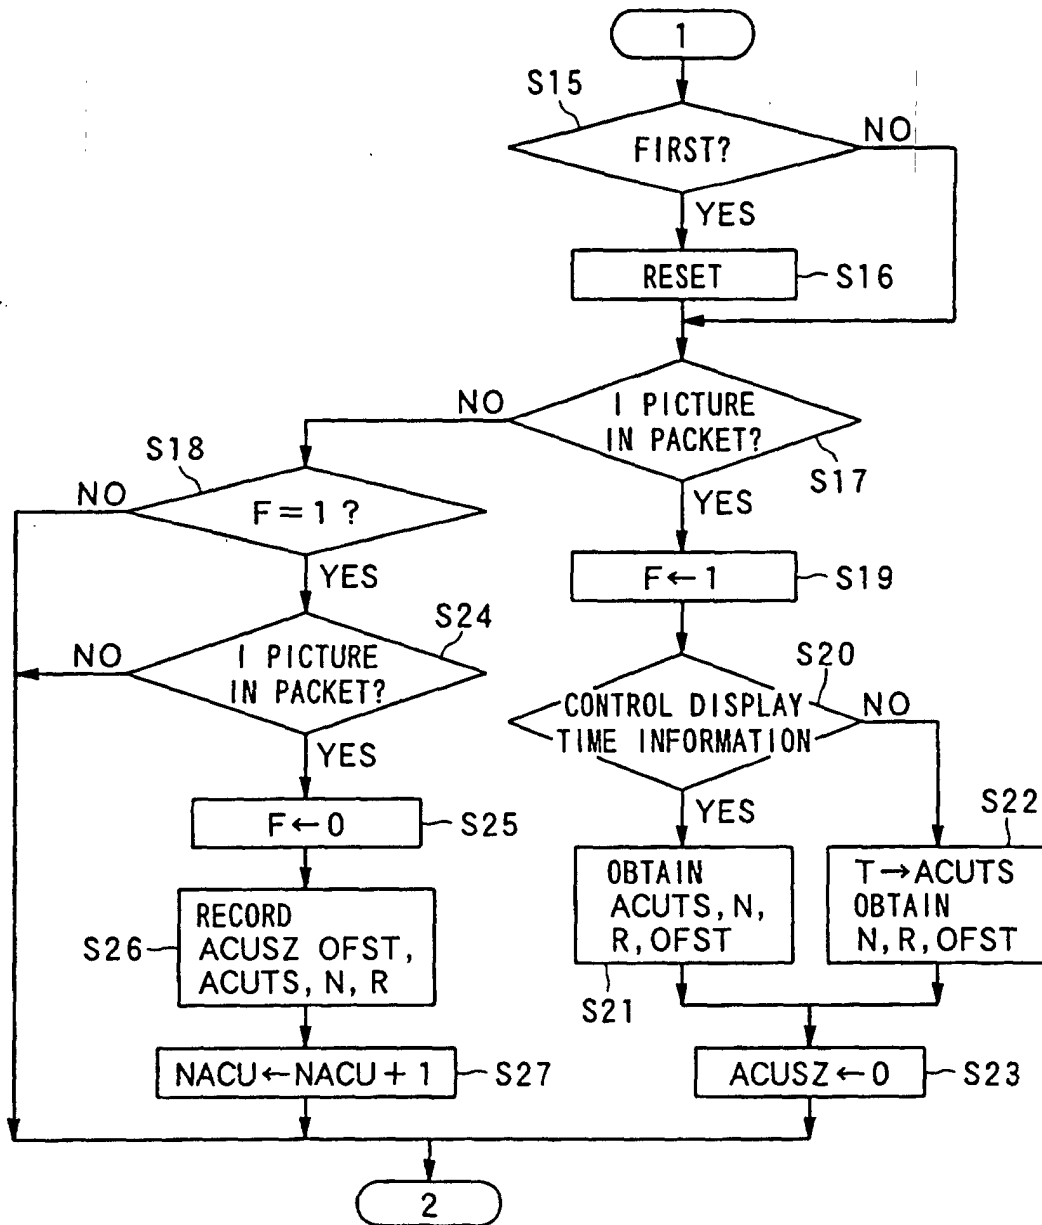 1
S15
FIRST?
NO
YES
RESET
S16
I PICTURE
IN PACKET?
NO
S17
YES
S18
F=1?
NO
YES
F←1
S19
S24
I PICTURE
IN PACKET?
NO
YES
S20
CONTROL DISPLAY
TIME INFORMATION
NO
YES
F←0
S25
S22
OBTAIN
ACUTS, N,
R, OFST
S21
T→ACUTS
OBTAIN
N, R, OFST
RECORD
ACUSZ OFST,
ACUTS, N, R
S26
NACU←NACU+1
S27
ACUSZ←0
S23
2